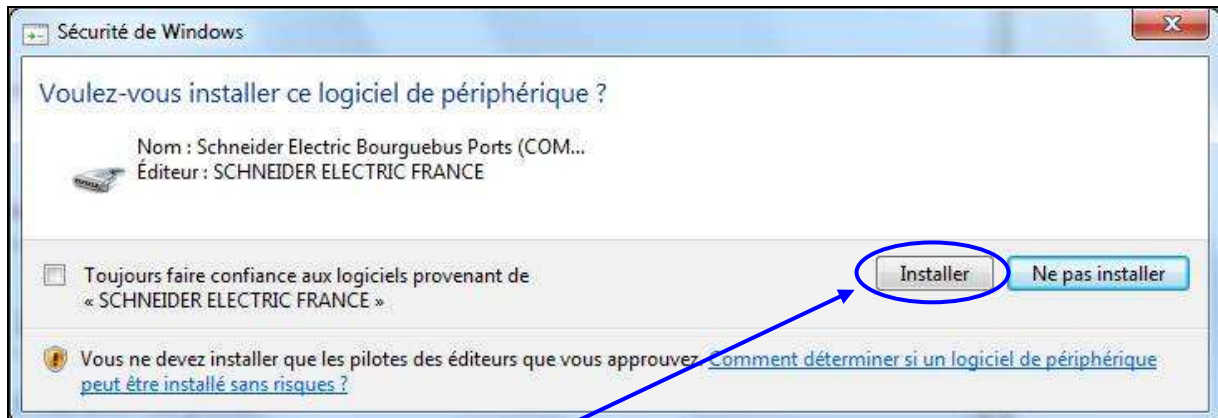 Sécurité de Windows
Voulez-vous installer ce logiciel de périphérique ?
Nom : Schneider Electric Bourguebus Ports (COM...
Éditeur : SCHNEIDER ELECTRIC FRANCE
Toujours faire confiance aux logiciels provenant de
« SCHNEIDER ELECTRIC FRANCE »
Installer
Ne pas installer
Vous ne devez installer que les pilotes des éditeurs que vous approuvez. Comment déterminer si un logiciel de périphérique
peut être installé sans risques ?